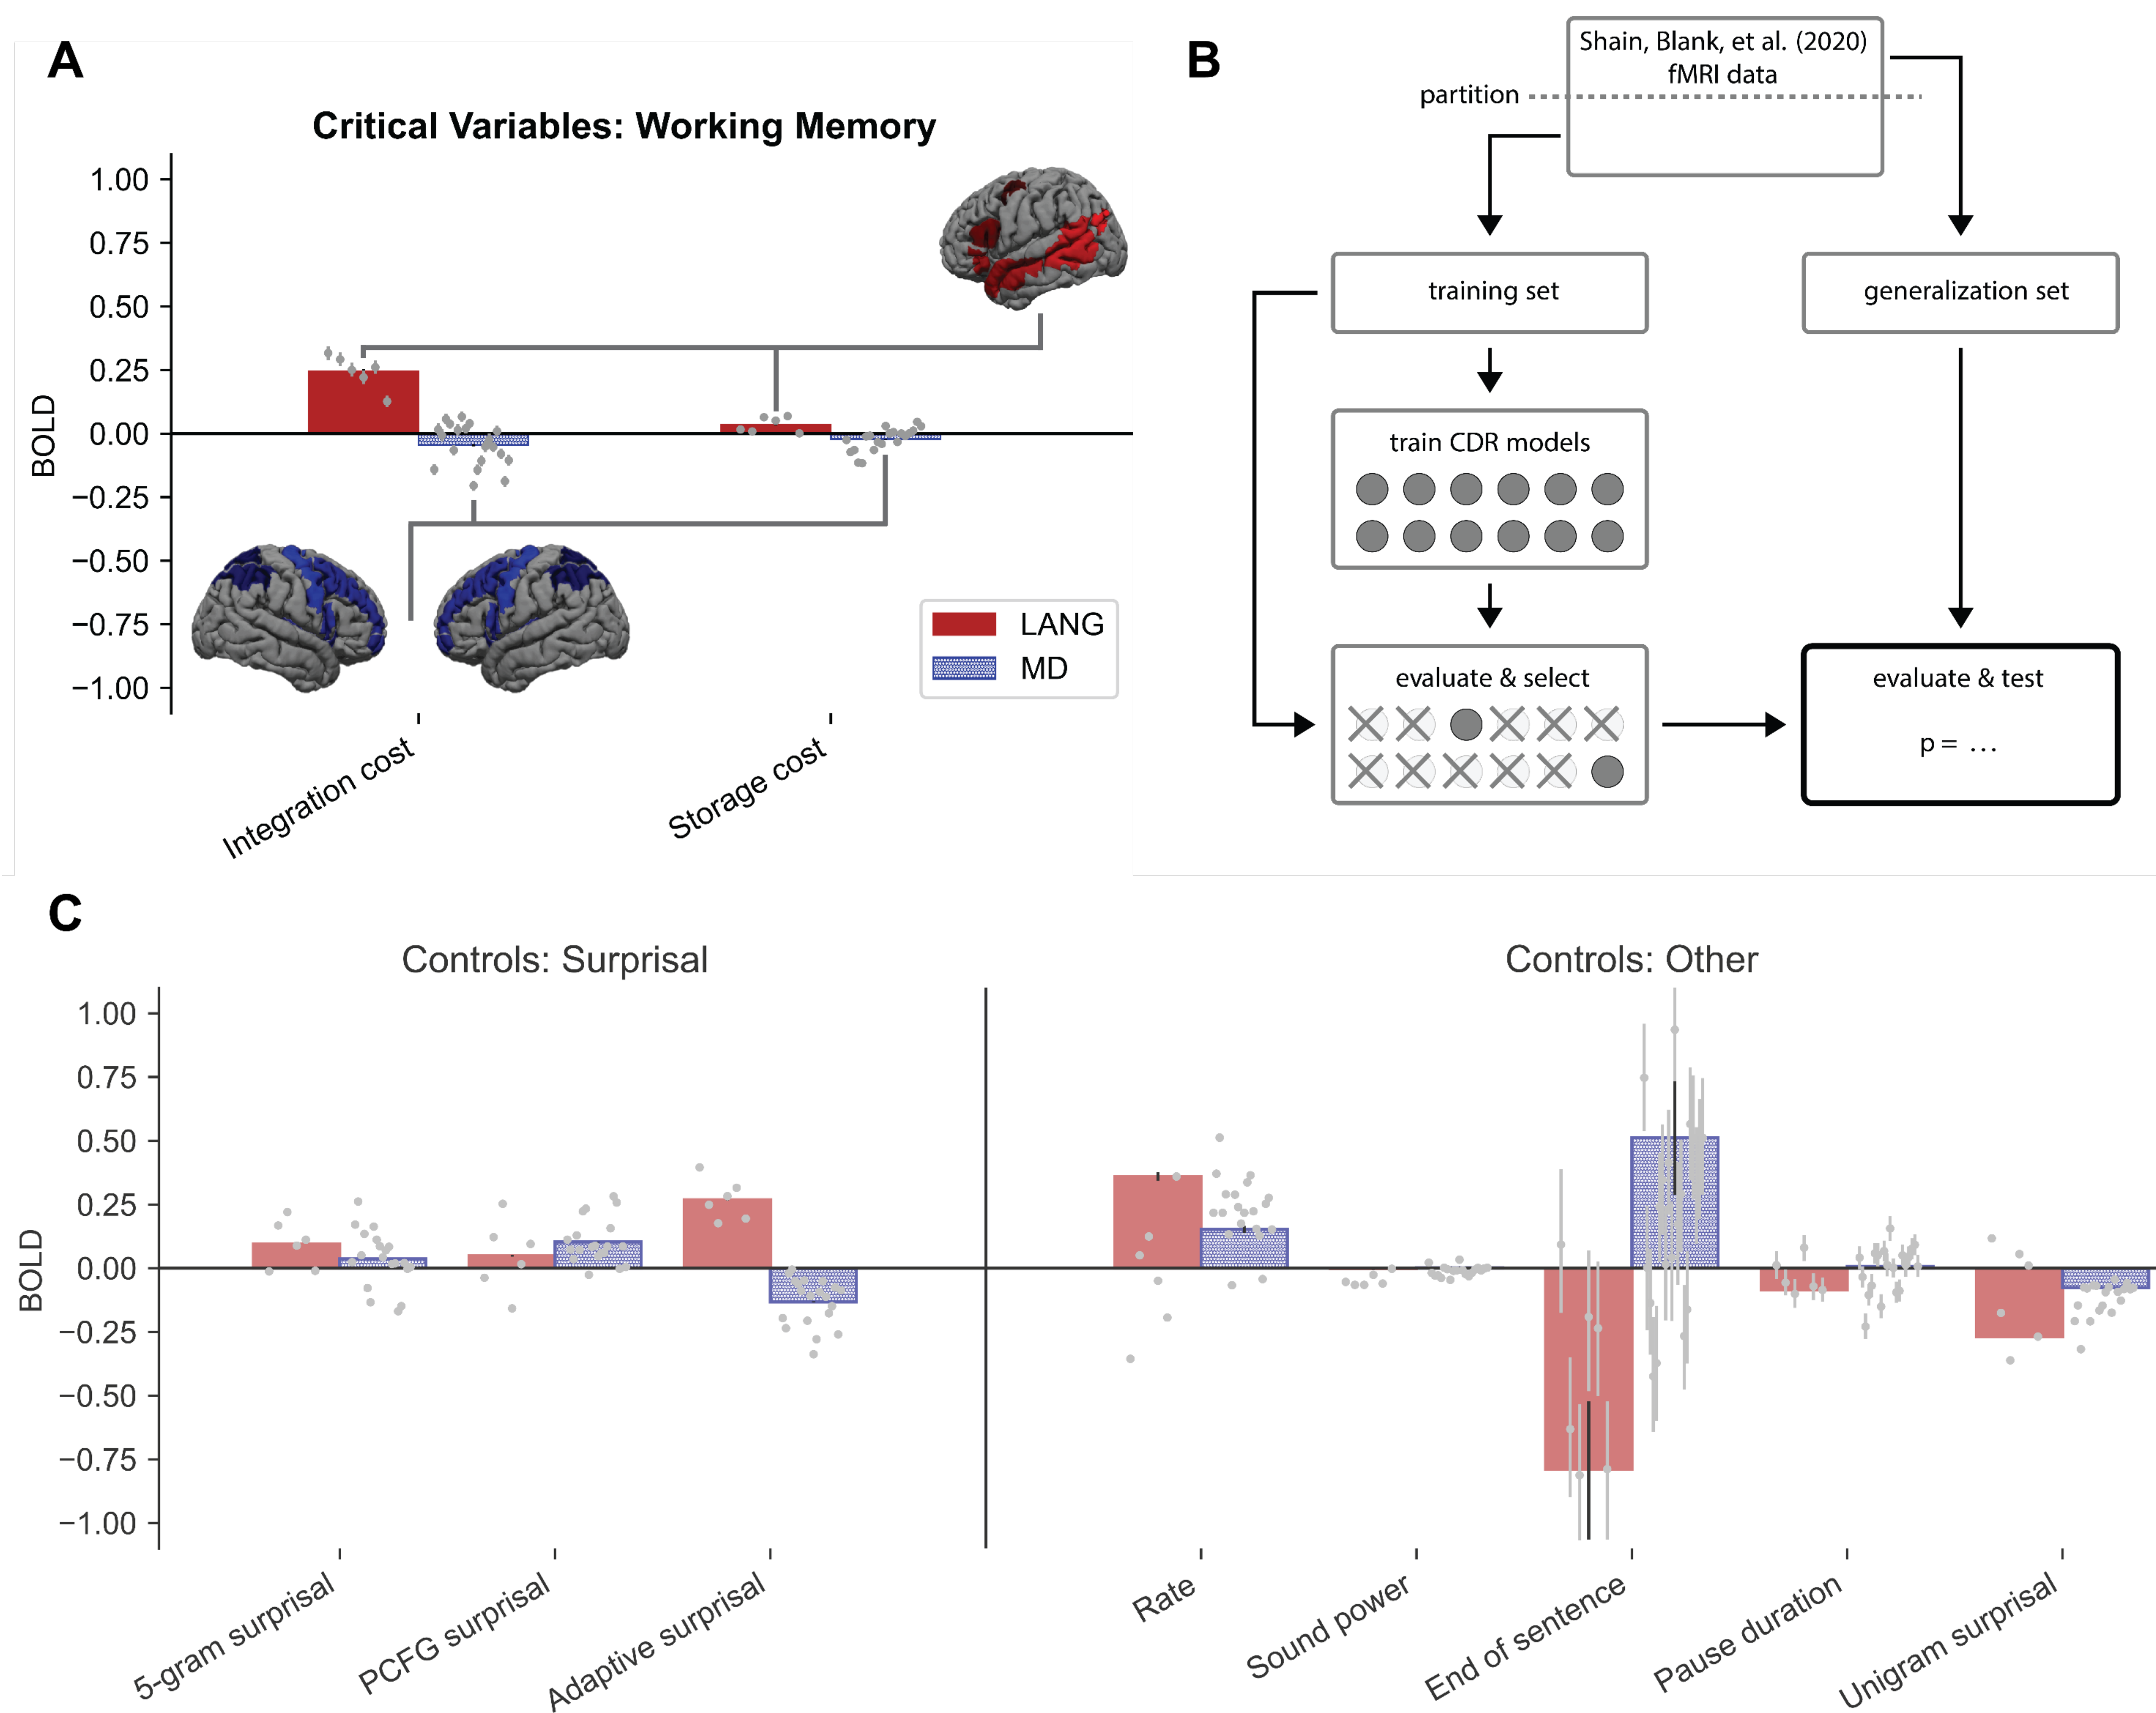 A
Critical Variables: Working Memory
1.00
0.75
0.50
0.25
0.00
−0.25
−0.50
−0.75
−1.00
BOLD
LANG
MD
Integration cost
Storage cost
B
Shain, Blank, et al. (2020)
fMRI data
partition
training set
generalization set
train CDR models
evaluate & select
evaluate & test
p = ...
C
Controls: Surprisal
Controls: Other
1.00
0.75
0.50
0.25
0.00
−0.25
−0.50
−0.75
−1.00
BOLD
5-gram surprisal
PCFG surprisal
Adaptive surprisal
Rate
Sound power
End of sentence
Pause duration
Unigram surprisal